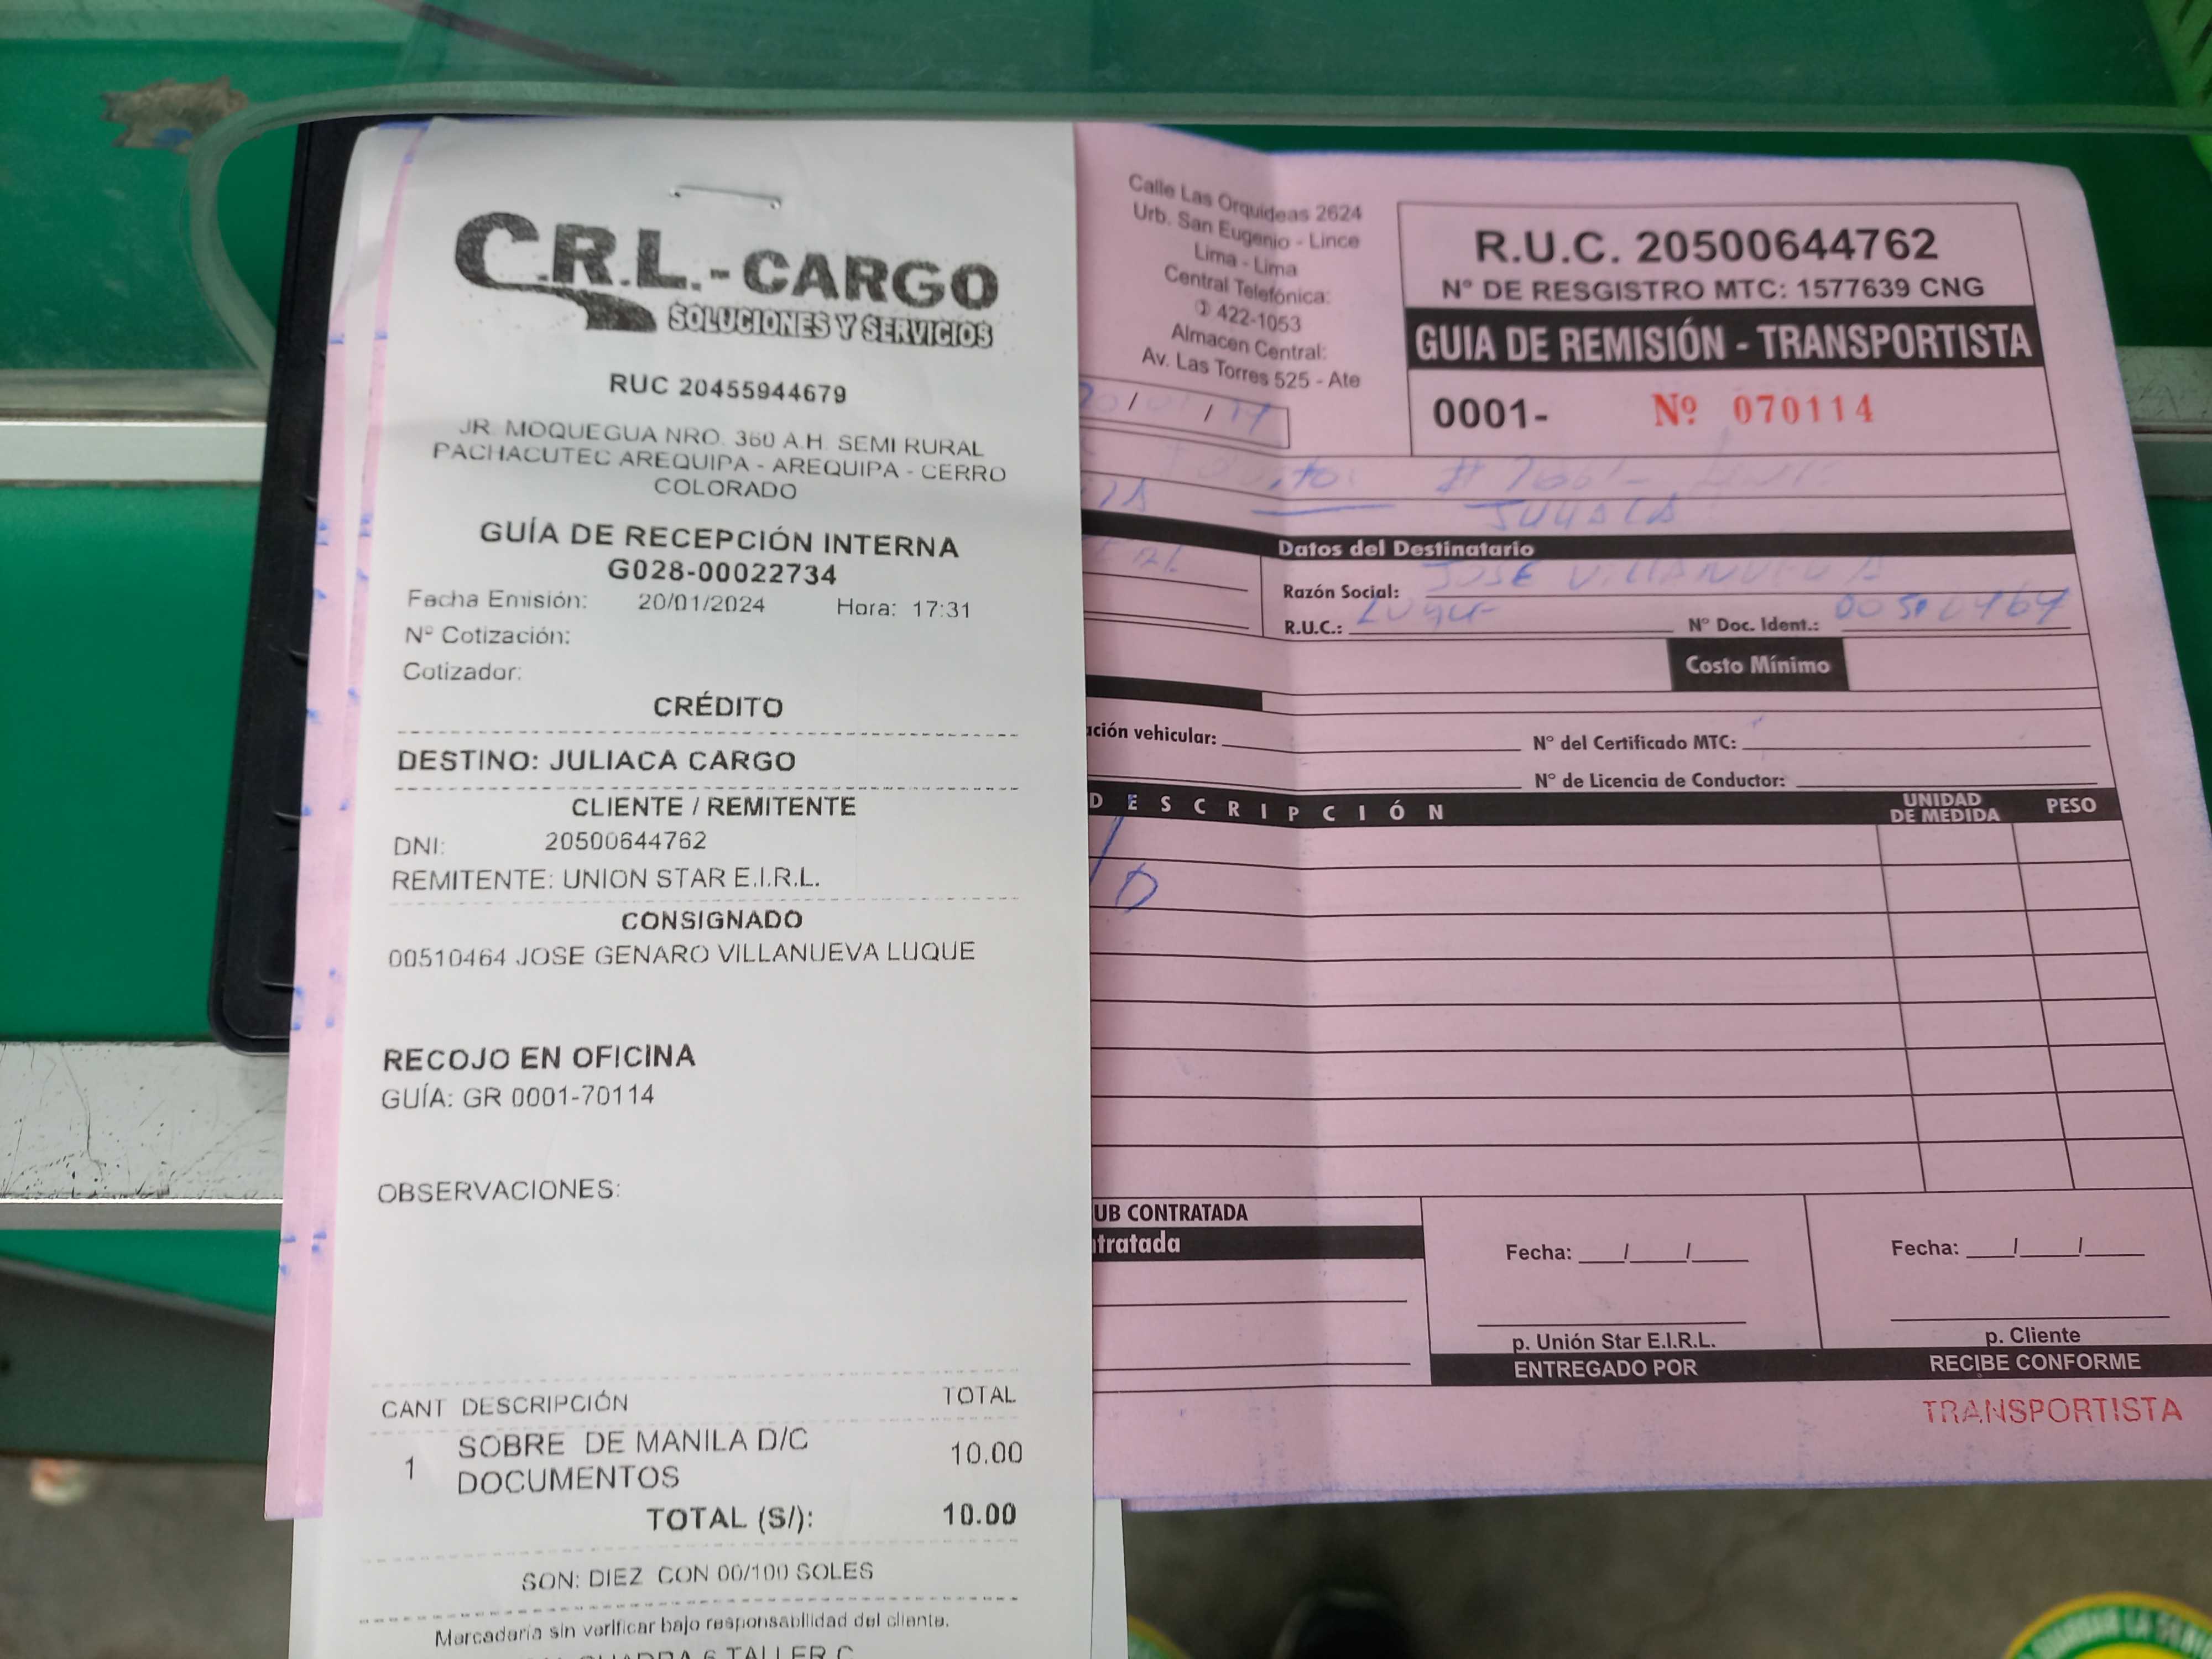 C.R.L.-CARGO
SOLUCIONES Y SERVICIOS
RUC 20455944679
JR. MOQUEGUA NRO. 360 A.H. SEMI RURAL
PACHACUTEC AREQUIPA - AREQUIPA - CERRO
COLORADO
GUÍA DE RECEPCIÓN INTERNA
G028-00022734
Fecha Emisión: 20/01/2024 Hora: 17:31
Nº Cotización:
Cotizador:
CRÉDITO
DESTINO: JULIACA CARGO
CLIENTE / REMITENTE
DNI: 20500644762
REMITENTE: UNION STAR E.I.R.L.
CONSIGNADO
00510464 JOSE GENARO VILLANUEVA LUQUE
RECOJO EN OFICINA
GUÍA: GR 0001-70114
OBSERVACIONES:
CANT DESCRIPCIÓN TOTAL
1 SOBRE DE MANILA D/C DOCUMENTOS 10.00
TOTAL (S/): 10.00
SON: DIEZ CON 00/100 SOLES
Mercadería sin verificar bajo responsabilidad del cliente.
CUADRA 6 TALLER C
Calle Las Orquídeas 2624
Urb. San Eugenio - Lince
Lima - Lima
Central Telefónica:
✆ 422-1053
Almacen Central:
Av. Las Torres 525 - Ate
R.U.C. 20500644762
N° DE RESGISTRO MTC: 1577639 CNG
GUIA DE REMISIÓN - TRANSPORTISTA
0001- Nº 070114
JULIACA
Datos del Destinatario
Razón Social: JOSE VILLANUEVA
LUQUE
R.U.C.: N° Doc. Ident.: 00510464
Costo Mínimo
ación vehicular: N° del Certificado MTC:
N° de Licencia de Conductor:
DESCRIPCIÓN UNIDAD DE MEDIDA PESO
UB CONTRATADA
ntratada
Fecha: / / Fecha: / /
p. Unión Star E.I.R.L. p. Cliente
ENTREGADO POR RECIBE CONFORME
TRANSPORTISTA